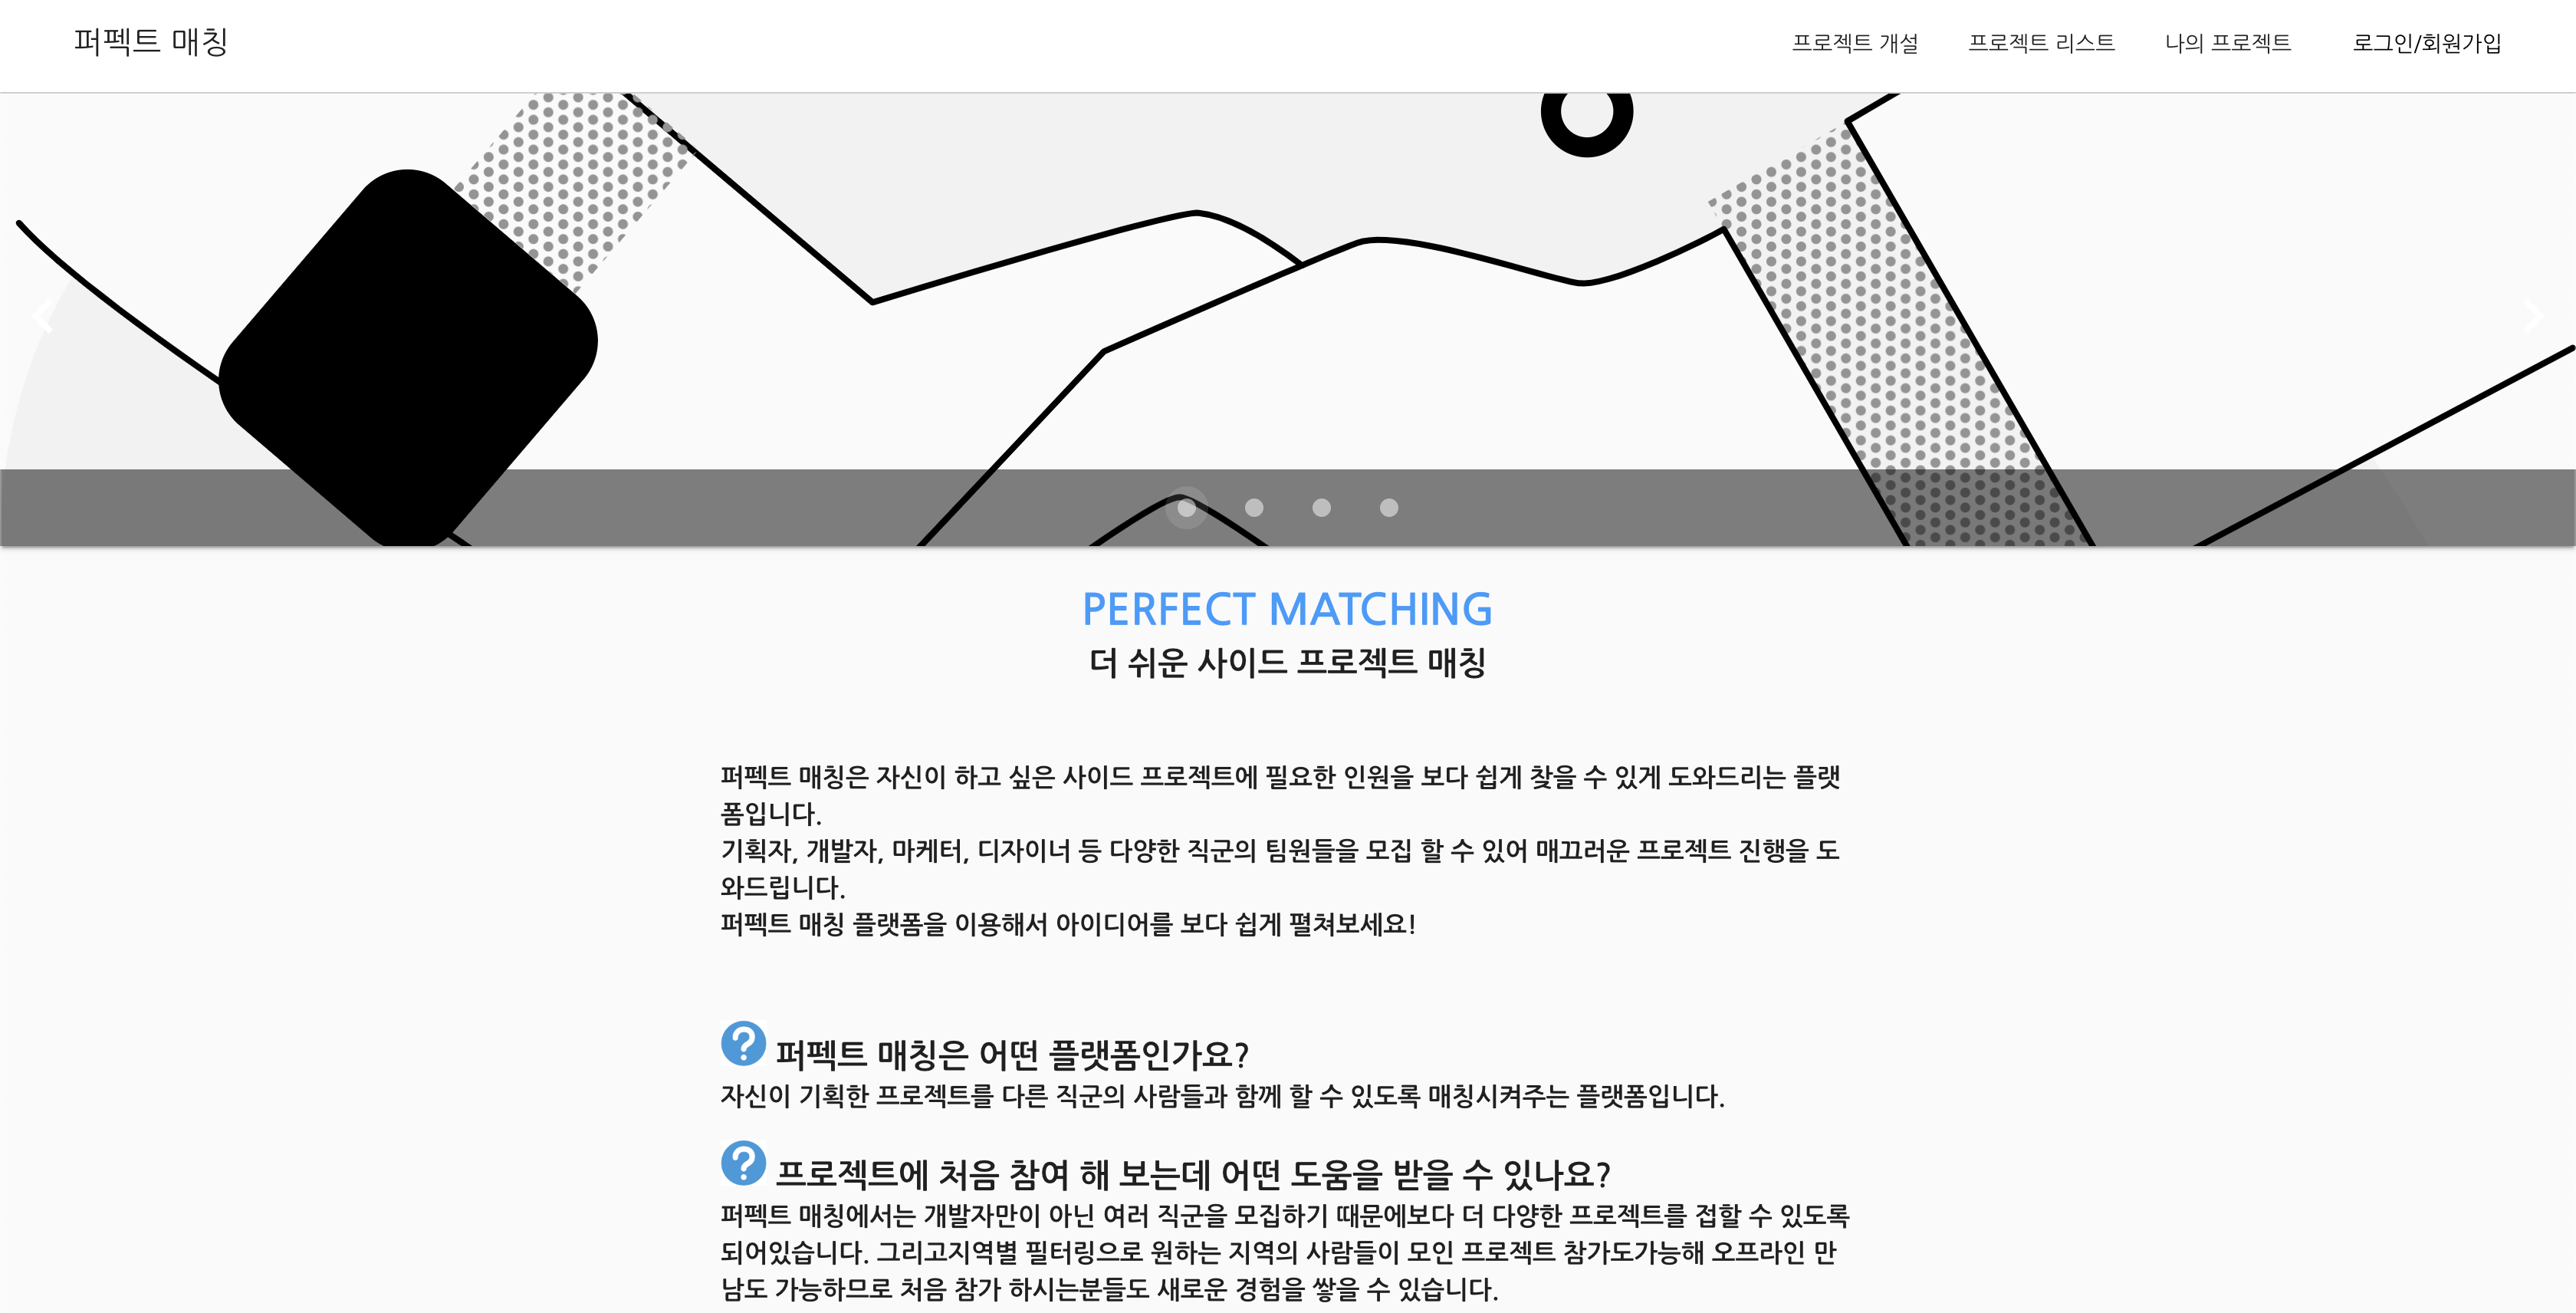 퍼펙트 매칭
프로젝트 개설 프로젝트 리스트 나의 프로젝트 로그인/회원가입
PERFECT MATCHING
더 쉬운 사이드 프로젝트 매칭
퍼펙트 매칭은 자신이 하고 싶은 사이드 프로젝트에 필요한 인원을 보다 쉽게 찾을 수 있게 도와드리는 플랫
폼입니다.
기획자, 개발자, 마케터, 디자이너 등 다양한 직군의 팀원들을 모집 할 수 있어 매끄러운 프로젝트 진행을 도
와드립니다.
퍼펙트 매칭 플랫폼을 이용해서 아이디어를 보다 쉽게 펼쳐보세요!
퍼펙트 매칭은 어떤 플랫폼인가요?
자신이 기획한 프로젝트를 다른 직군의 사람들과 함께 할 수 있도록 매칭시켜주는 플랫폼입니다.
프로젝트에 처음 참여 해 보는데 어떤 도움을 받을 수 있나요?
퍼펙트 매칭에서는 개발자만이 아닌 여러 직군을 모집하기 때문에보다 더 다양한 프로젝트를 접할 수 있도록
되어있습니다. 그리고지역별 필터링으로 원하는 지역의 사람들이 모인 프로젝트 참가도가능해 오프라인 만
남도 가능하므로 처음 참가 하시는분들도 새로운 경험을 쌓을 수 있습니다.